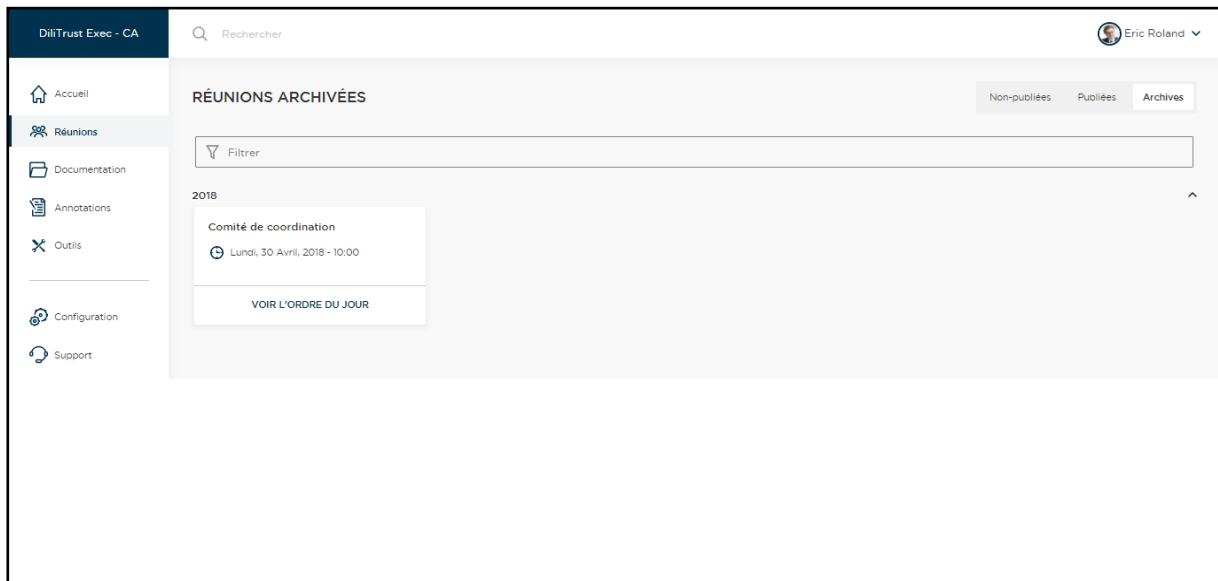 DiliTrust Exec - CA
Rechercher
Eric Roland
Accueil
Réunions
Documentation
Annotations
Outils
Configuration
Support
RÉUNIONS ARCHIVÉES
Non-publiées Publiées Archives
Filtrer
2018
Comité de coordination
Lundi, 30 Avril, 2018 - 10:00
VOIR L'ORDRE DU JOUR